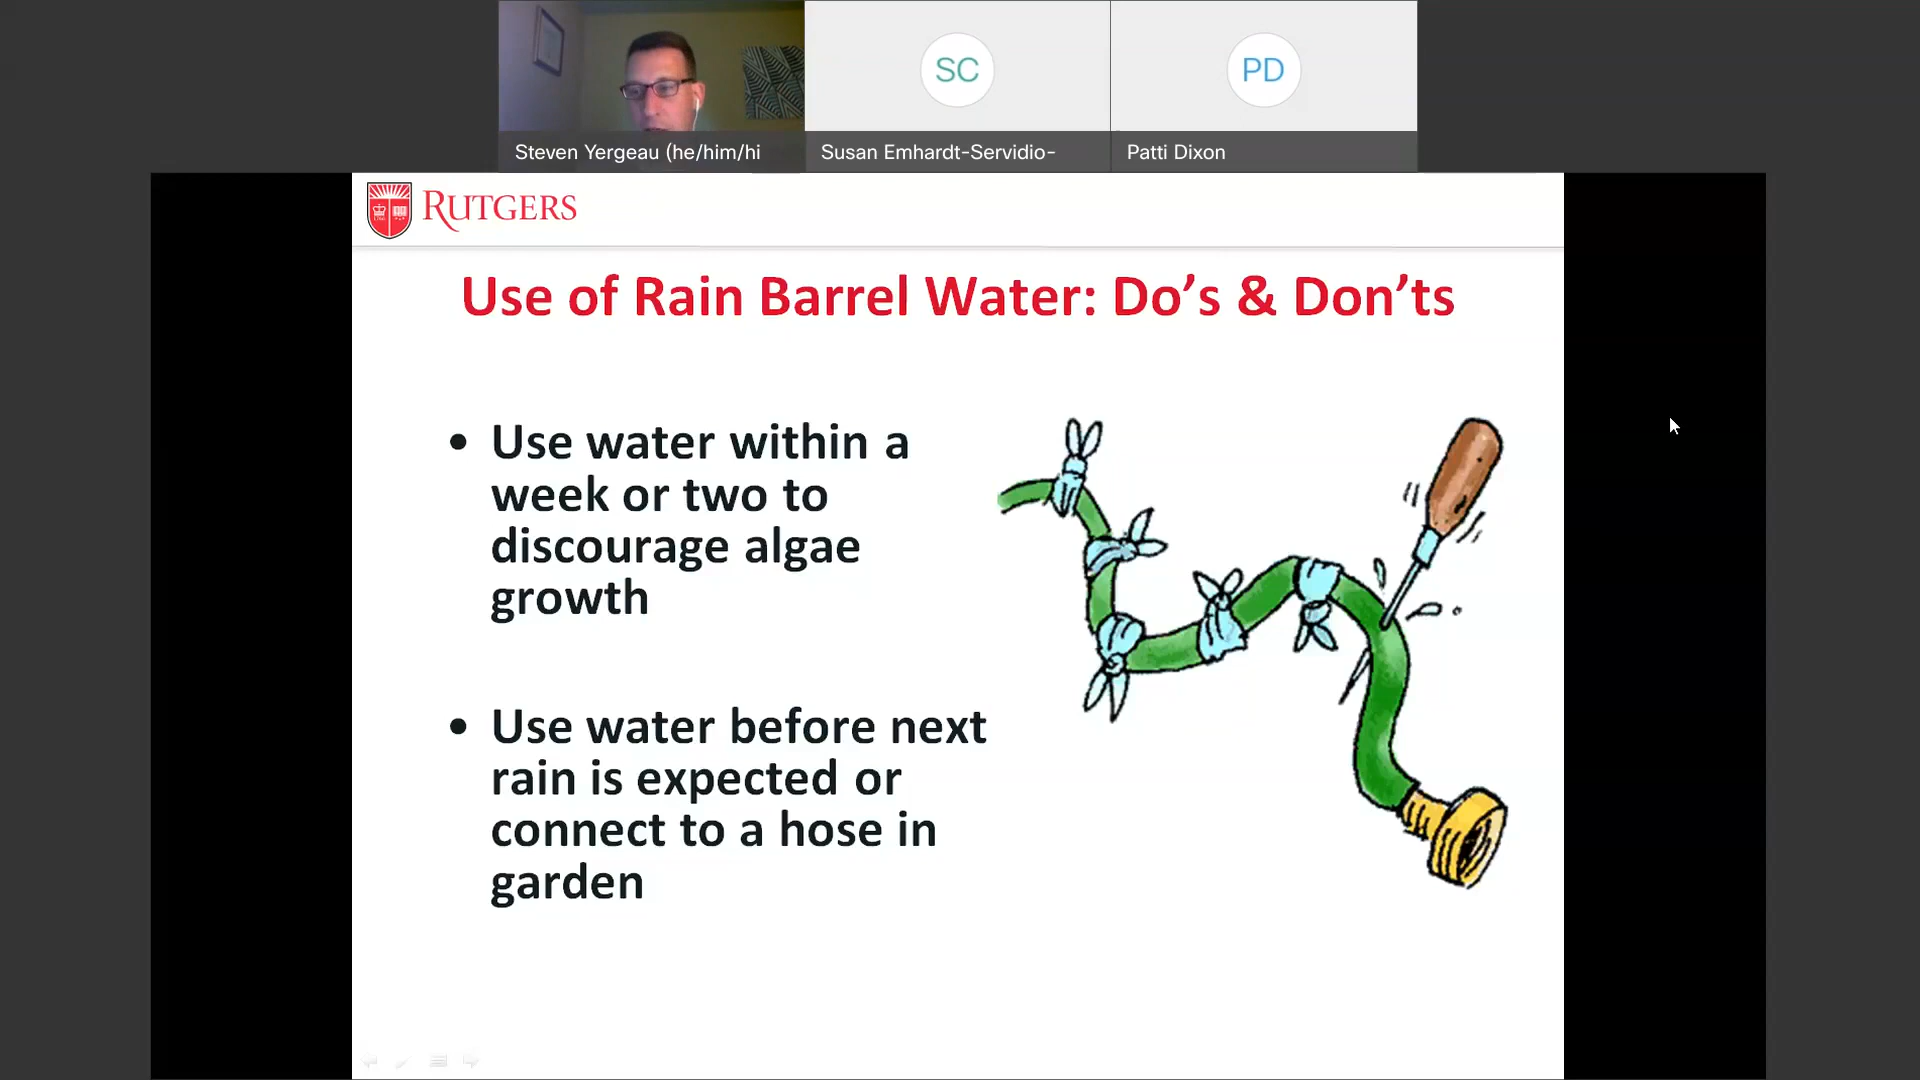 SC
PD
Steven Yergeau (he/him/hi
Susan Emhardt-Servidio-
Patti Dixon
RUTGERS
Use of Rain Barrel Water: Do’s & Don’ts
• Use water within a
week or two to
discourage algae
growth
• Use water before next
rain is expected or
connect to a hose in
garden